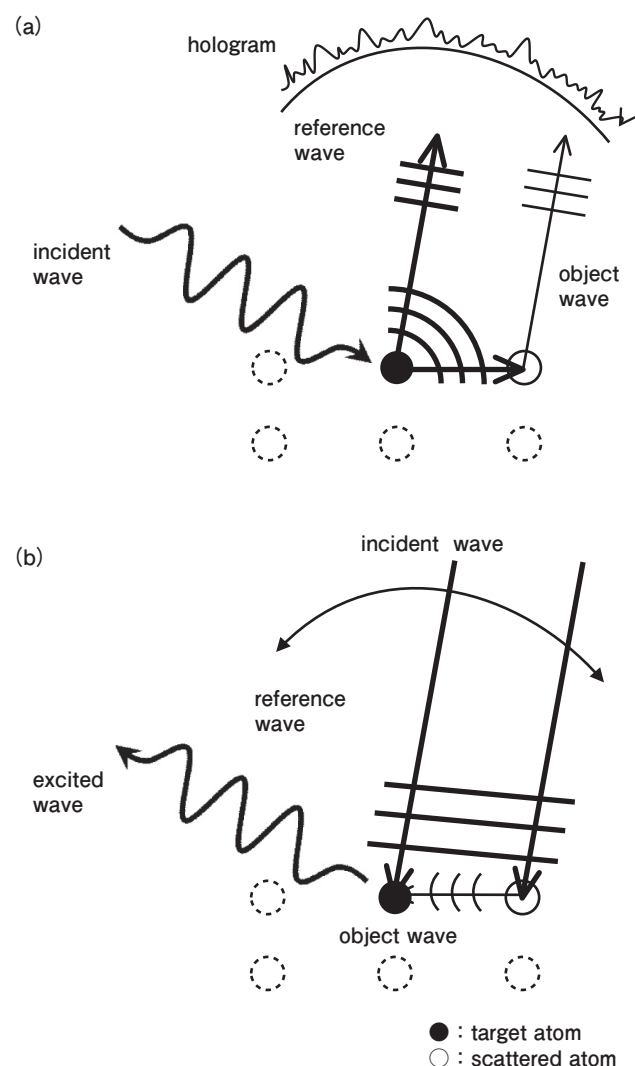 (a)
hologram
reference
wave
incident
wave
object
wave
(b)
incident wave
reference
wave
excited
wave
object wave
● : target atom
○ : scattered atom